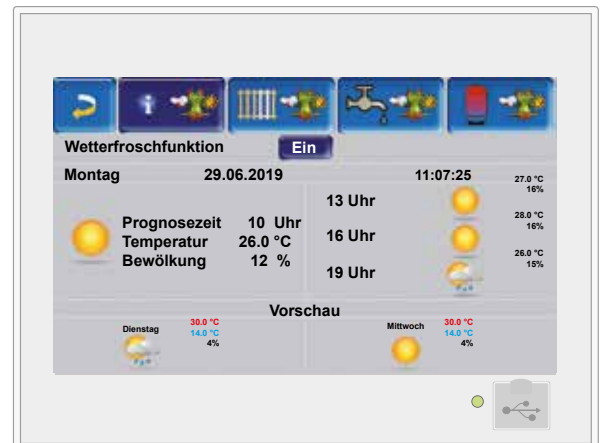 Wetterfroschfunktion Ein
Montag 29.06.2019 11:07:25
Prognosezeit 10 Uhr
Temperatur 26.0 °C
Bewölkung 12 %
13 Uhr 27.0 °C
16%
16 Uhr 28.0 °C
16%
19 Uhr 26.0 °C
15%
Vorschau
Dienstag 30.0 °C
14.0 °C
4%
Mittwoch 30.0 °C
14.0 °C
4%